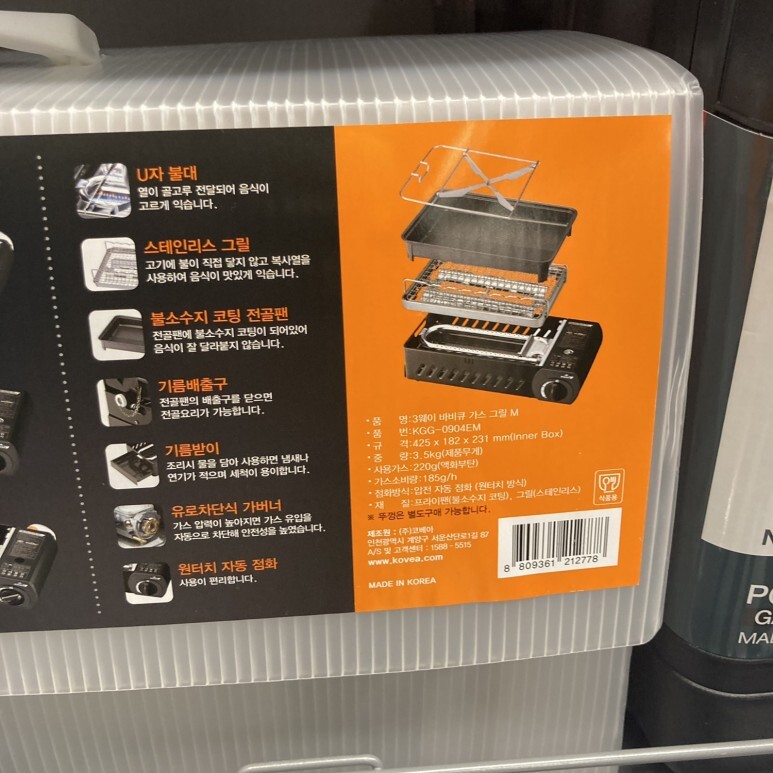 U자 불대
열이 골고루 전달되어 음식이
고르게 익습니다.
스테인리스 그릴
고기에 불이 직접 닿지 않고 복사열을
사용하여 음식이 맛있게 익습니다.
불소수지 코팅 전골팬
전골팬에 불소수지 코팅이 되어있어
음식이 잘 달라붙지 않습니다.
기름배출구
전골팬의 배출구를 닫으면
전골요리가 가능합니다.
기름받이
조리시 물을 담아 사용하면 냄새나
연기가 적으며 세척이 용이합니다.
유로차단식 가버너
가스 압력이 높아지면 가스 유입을
자동으로 차단해 안전성을 높였습니다.
원터치 자동 점화
사용이 편리합니다.
·품 명:3웨이 바비큐 가스 그릴 M
·품 번:KGG-0904EM
·규 격:425 x 182 x 231 mm(Inner Box)
·중 량:3.5kg(제품무게)
·사용가스:220g(액화부탄)
·가스소비량:185g/h
·점화방식:압전 자동 점화 (원터치 방식)
·재 질:프라이팬(불소수지 코팅), 그릴(스테인리스)
※ 뚜껑은 별도구매 가능합니다.
식품용
제조원 : (주)코베아
인천광역시 계양구 서운산단로1길 87
A/S 및 고객센터 : 1588 - 5515
www.kovea.com
MADE IN KOREA
8 809361 212778